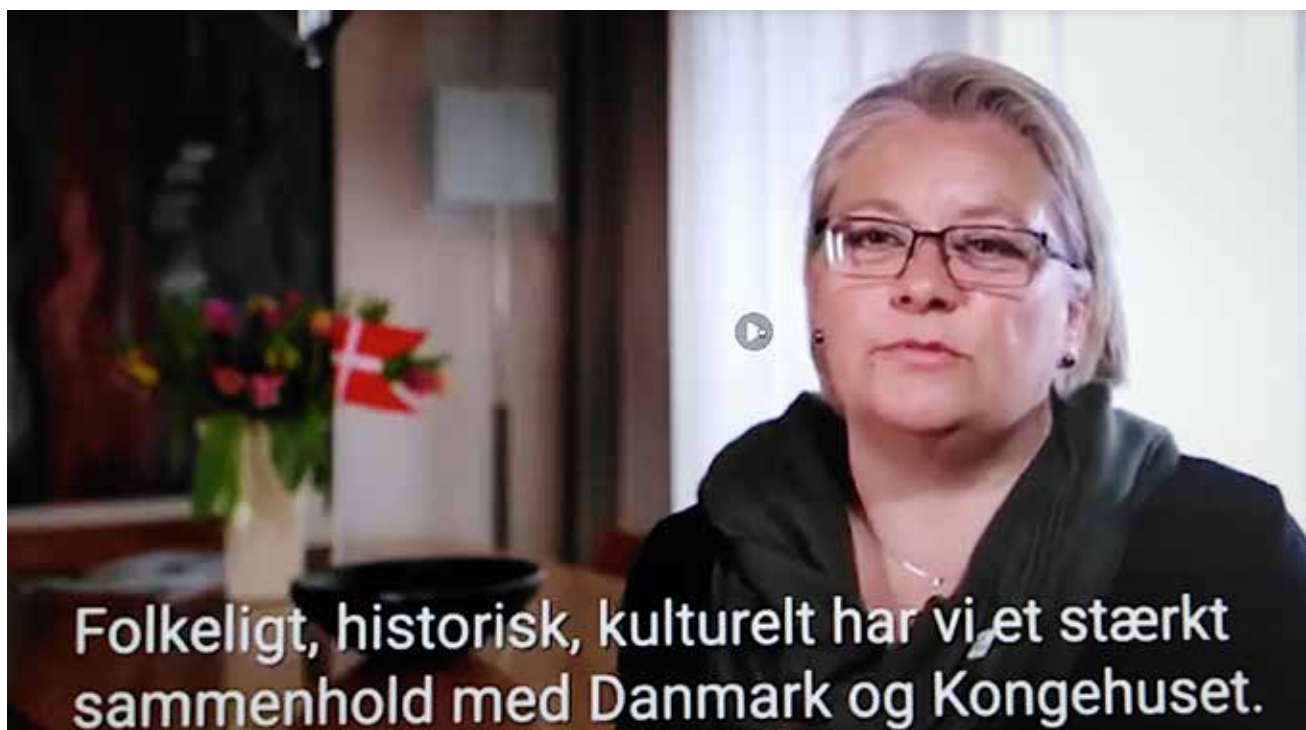 Folkeligt, historisk, kulturelt har vi et stærkt
sammenhold med Danmark og Kongehuset.